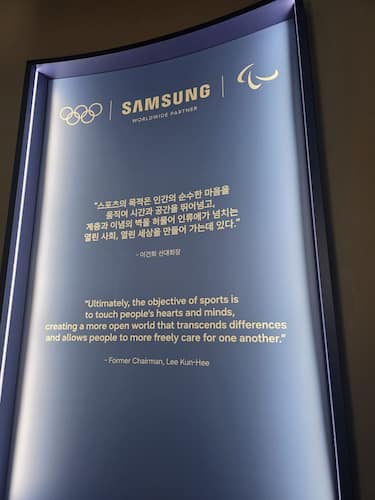 SAMSUNG
WORLDWIDE PARTNER
"스포츠의 목적은 인간의 순수한 마음을
움직여 시간과 공간을 뛰어넘고,
계층과 이념의 벽을 허물어 인류애가 넘치는
열린 사회, 열린 세상을 만들어 가는데 있다."
- 이건희 선대회장
"Ultimately, the objective of sports is
to touch people's hearts and minds,
creating a more open world that transcends differences
and allows people to more freely care for one another."
- Former Chairman, Lee Kun-Hee